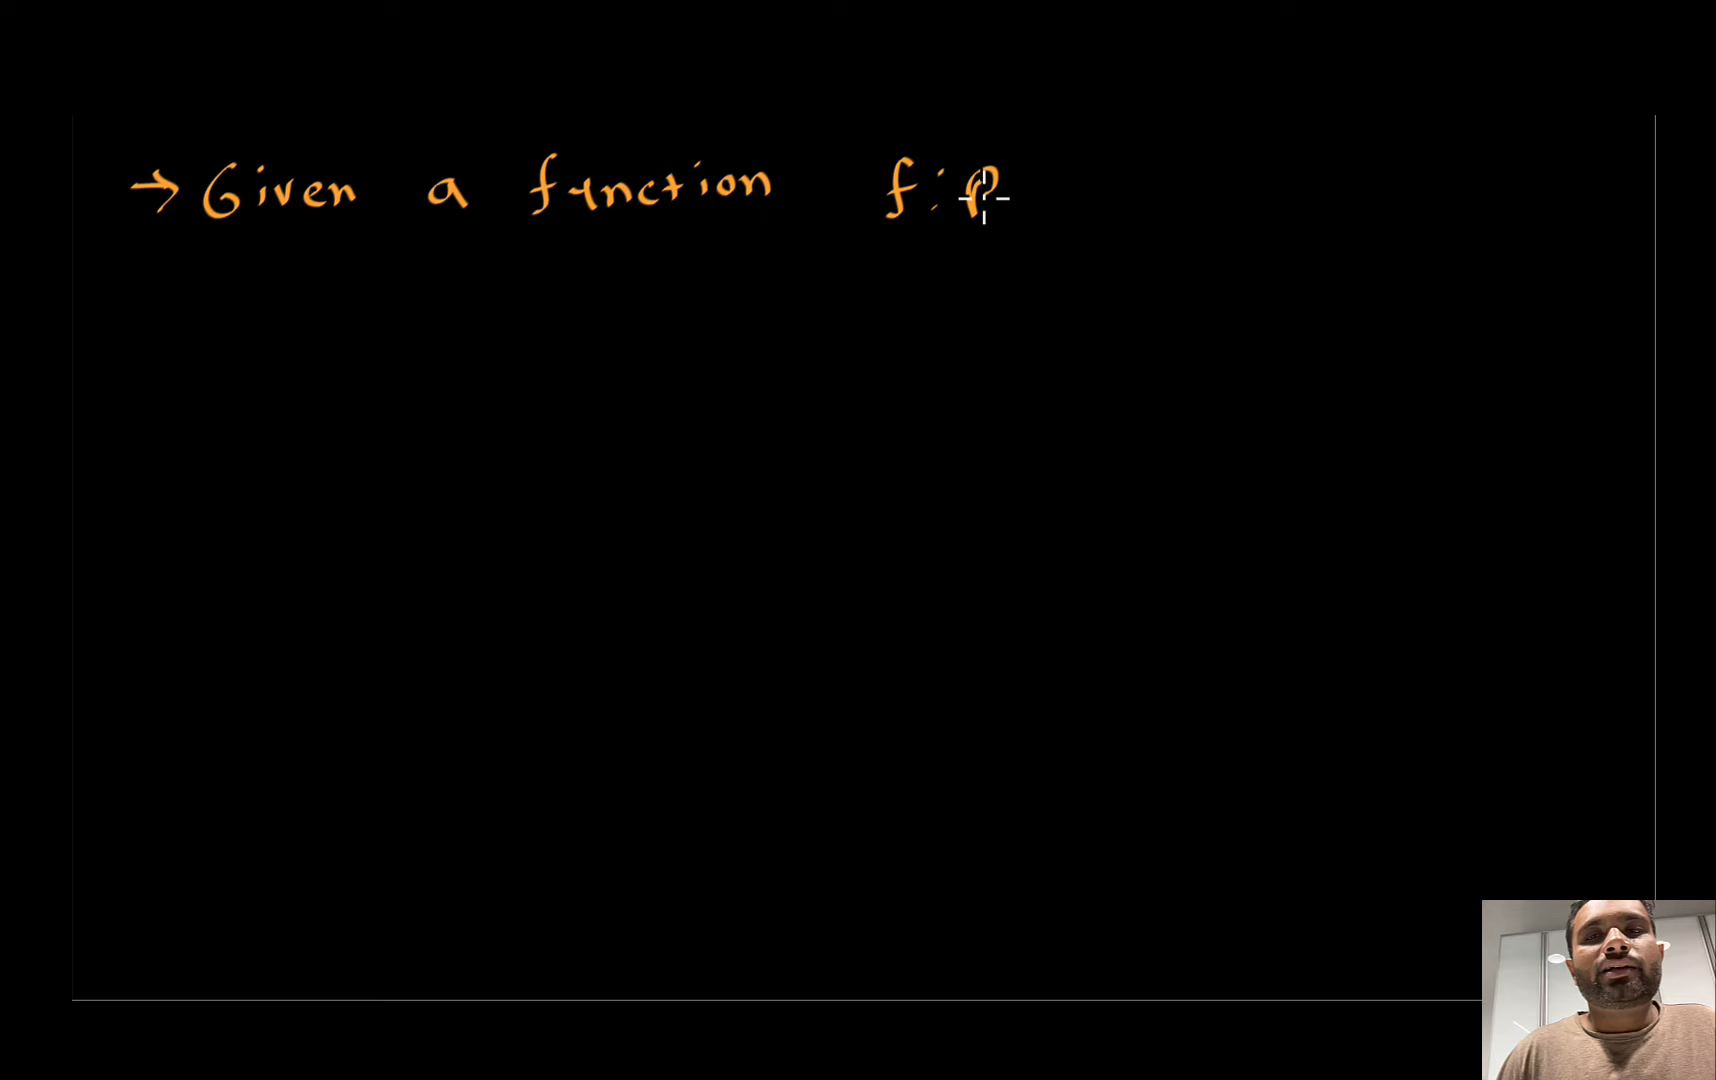 → Given a function f: